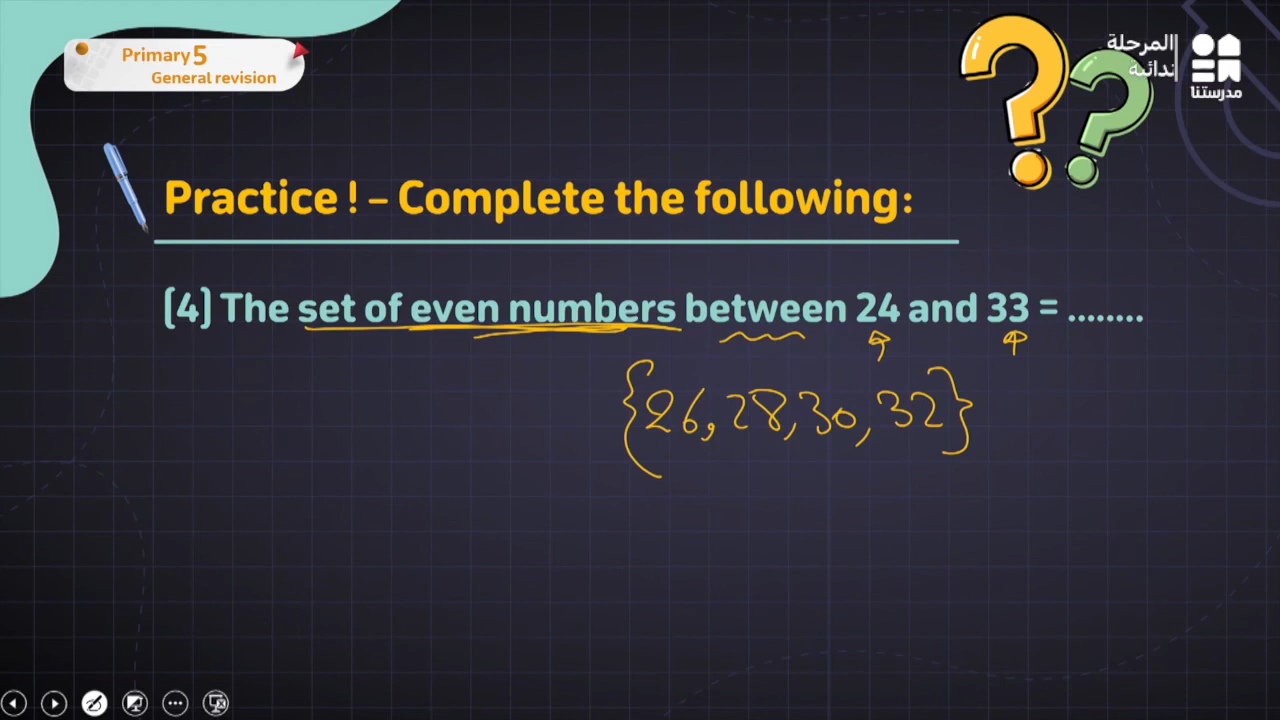 Primary 5
General revision
المرحلة
مدرستنا
Practice ! – Complete the following:
(4) The set of even numbers between 24 and 33 = ........
{26,28,30,32}